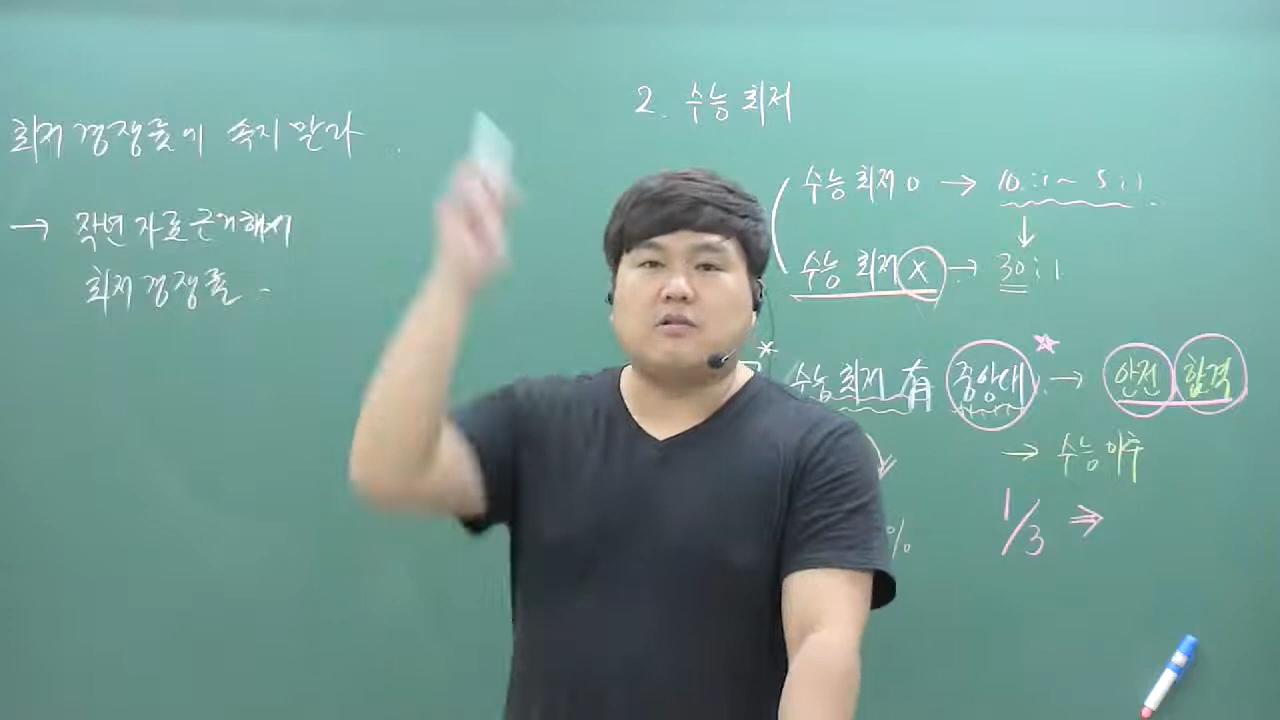 최저 경쟁률에 속지 말라
→ 작년 자료 근거해서
최저 경쟁률
2. 수능 최저
수능 최저 O → 10:1 ~ 5:1
↓
수능 최저 X → 30:1
수능 최저 有 중앙대 → 안전 합격
→ 수능 이후
%
1/3 ⇒